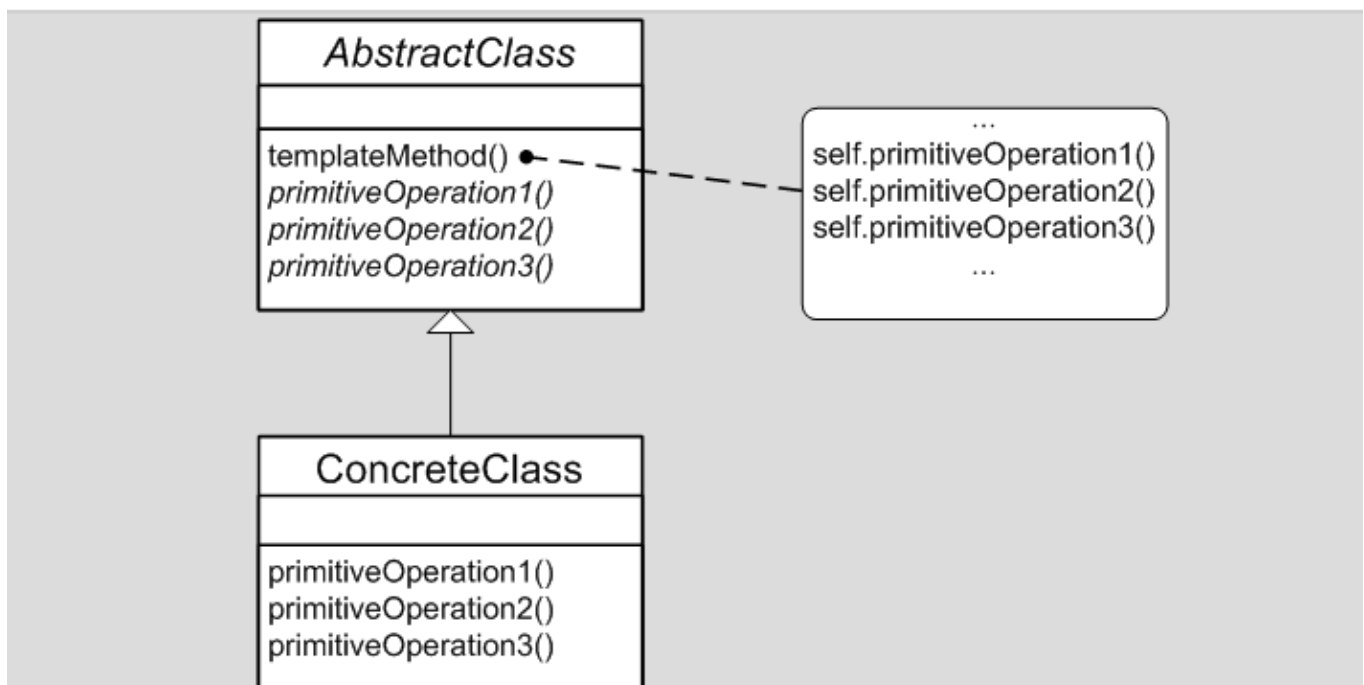 AbstractClass
templateMethod()
primitiveOperation1()
primitiveOperation2()
primitiveOperation3()
...
self.primitiveOperation1()
self.primitiveOperation2()
self.primitiveOperation3()
...
ConcreteClass
primitiveOperation1()
primitiveOperation2()
primitiveOperation3()